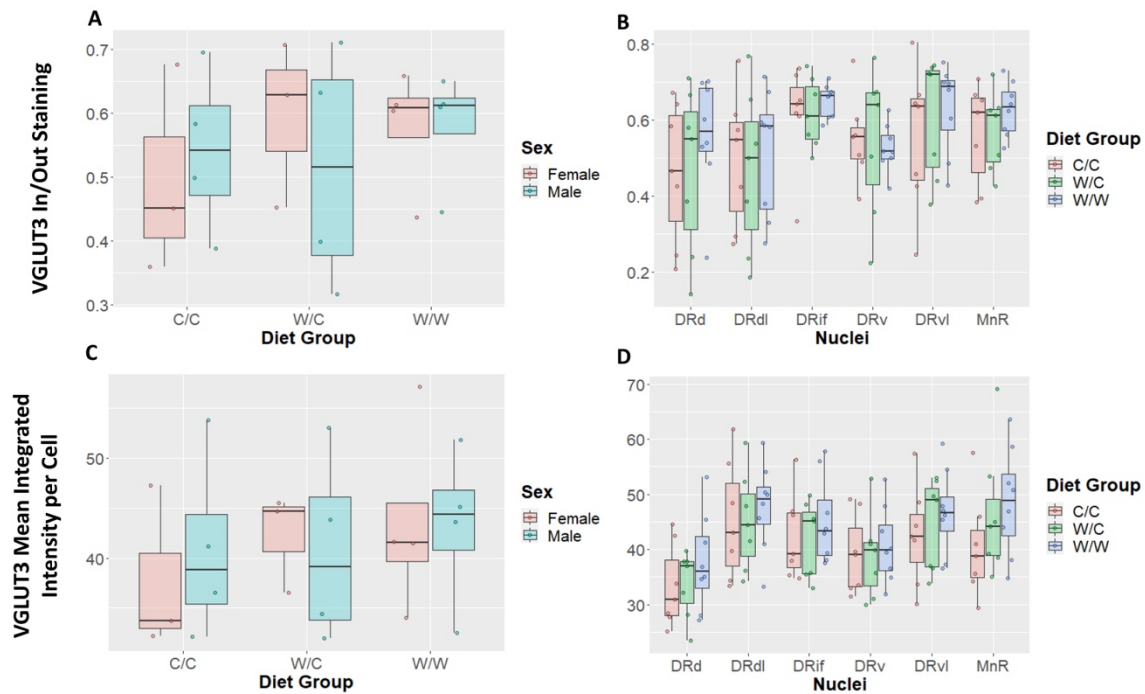 A
VGLUT3 In/Out Staining
0.7
0.6
0.5
0.4
0.3
C/C
W/C
W/W
Diet Group
Sex
Female
Male
B
0.8
0.6
0.4
0.2
DRd
DRdl
DRif
DRv
DRvl
MnR
Nuclei
Diet Group
C/C
W/C
W/W
C
VGLUT3 Mean Integrated
Intensity per Cell
50
40
C/C
W/C
W/W
Diet Group
Sex
Female
Male
D
70
60
50
40
30
DRd
DRdl
DRif
DRv
DRvl
MnR
Nuclei
Diet Group
C/C
W/C
W/W